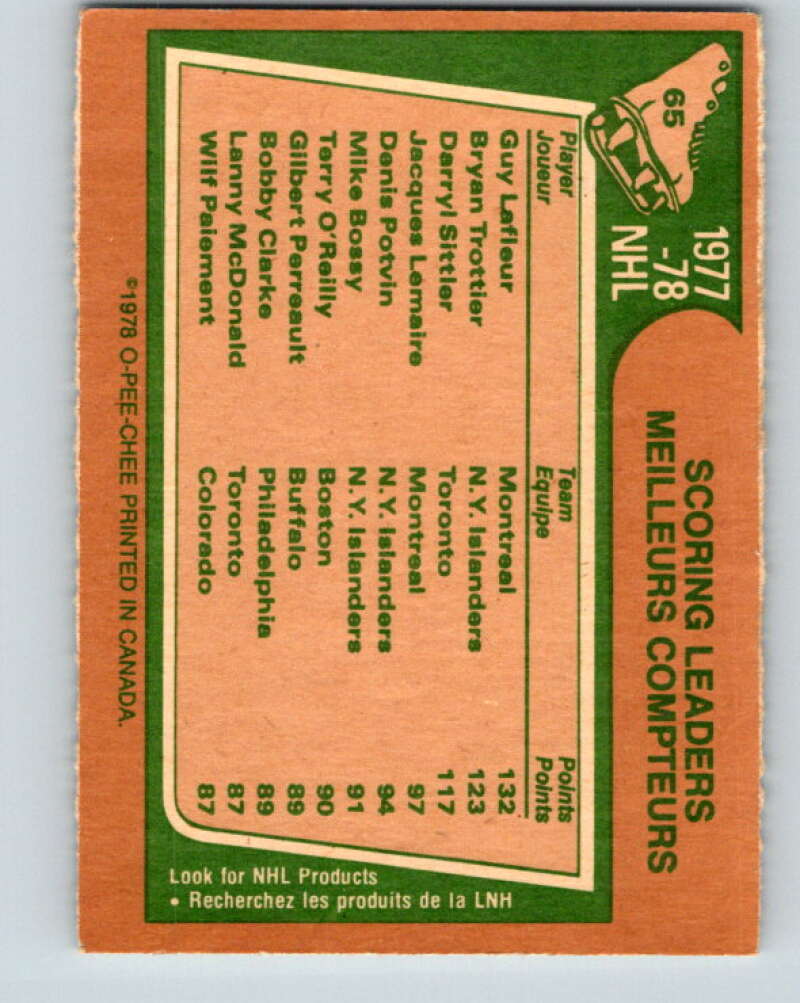 65
1977
-78
NHL
SCORING LEADERS
MEILLEURS COMPTEURS
Player Team Points
Joueur Equipe Points
Guy Lafleur Montreal 132
Bryan Trottier N.Y. Islanders 123
Darryl Sittler Toronto 117
Jacques Lemaire Montreal 97
Denis Potvin N.Y. Islanders 94
Mike Bossy N.Y. Islanders 91
Terry O'Reilly Boston 90
Gilbert Perreault Buffalo 89
Bobby Clarke Philadelphia 89
Lanny McDonald Toronto 87
Wilf Paiement Colorado 87
Look for NHL Products
• Recherchez les produits de la LNH
©1978 O-PEE-CHEE PRINTED IN CANADA.